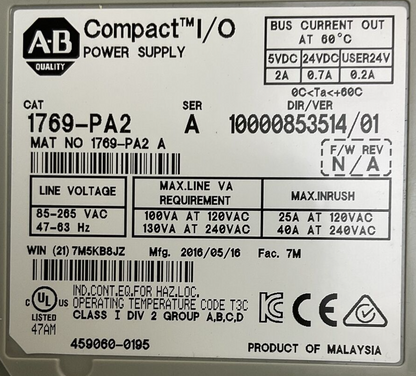 A-B
QUALITY
Compact™ I/O
POWER SUPPLY
BUS CURRENT OUT
AT 60°C
5VDC 24VDC USER24V
2A 0.7A 0.2A
0C<Ta<+60C
CAT SER DIR/VER
1769-PA2 A 10000853514/01
MAT NO 1769-PA2 A
F/W REV
N/A
LINE VOLTAGE
85-265 VAC
47-63 Hz
MAX.LINE VA
REQUIREMENT
100VA AT 120VAC
130VA AT 240VAC
MAX.INRUSH
25A AT 120VAC
40A AT 240VAC
WIN (21) 7M5KB8JZ Mfg. 2016/05/16 Fac. 7M
C UL US
LISTED
47AM
IND.CONT.EQ.FOR HAZ.LOC.
OPERATING TEMPERATURE CODE T3C
CLASS I DIV 2 GROUP A,B,C,D
CE
459060-0195
PRODUCT OF MALAYSIA